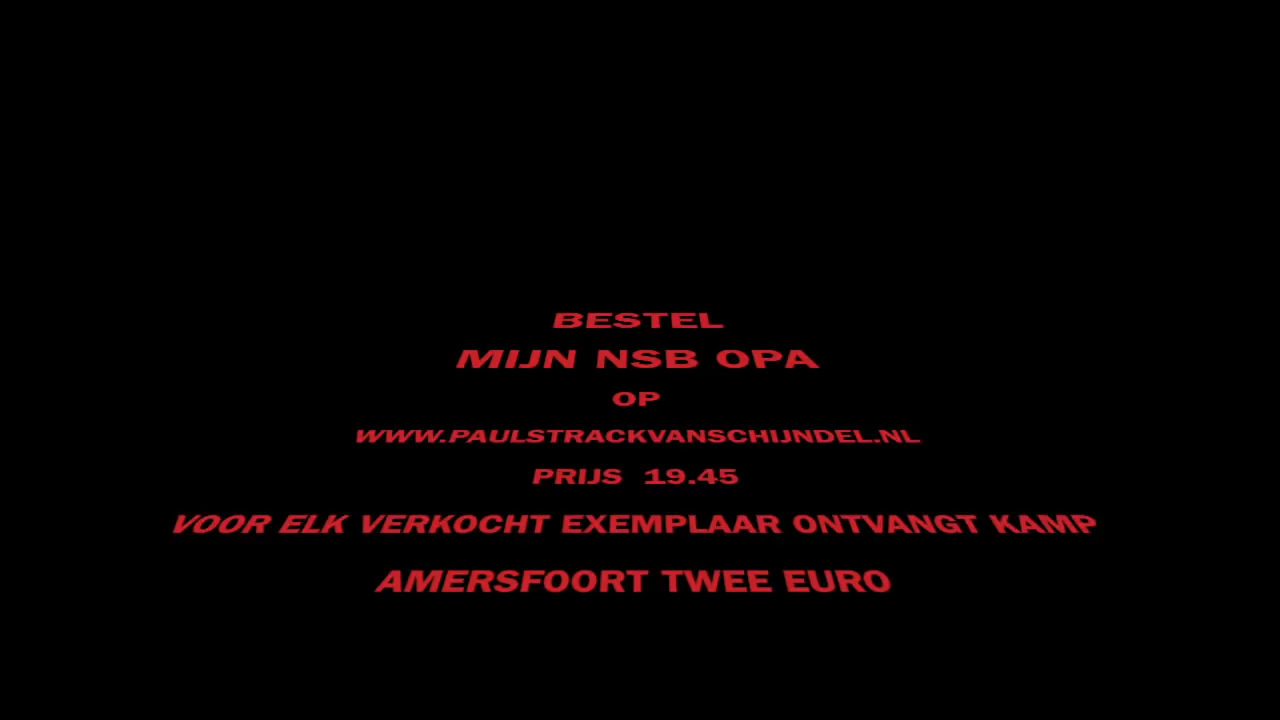 BESTEL
MIJN NSB OPA
OP
WWW.PAULSTRACKVANSCHIJNDEL.NL
PRIJS 19.45
VOOR ELK VERKOCHT EXEMPLAAR ONTVANGT KAMP
AMERSFOORT TWEE EURO